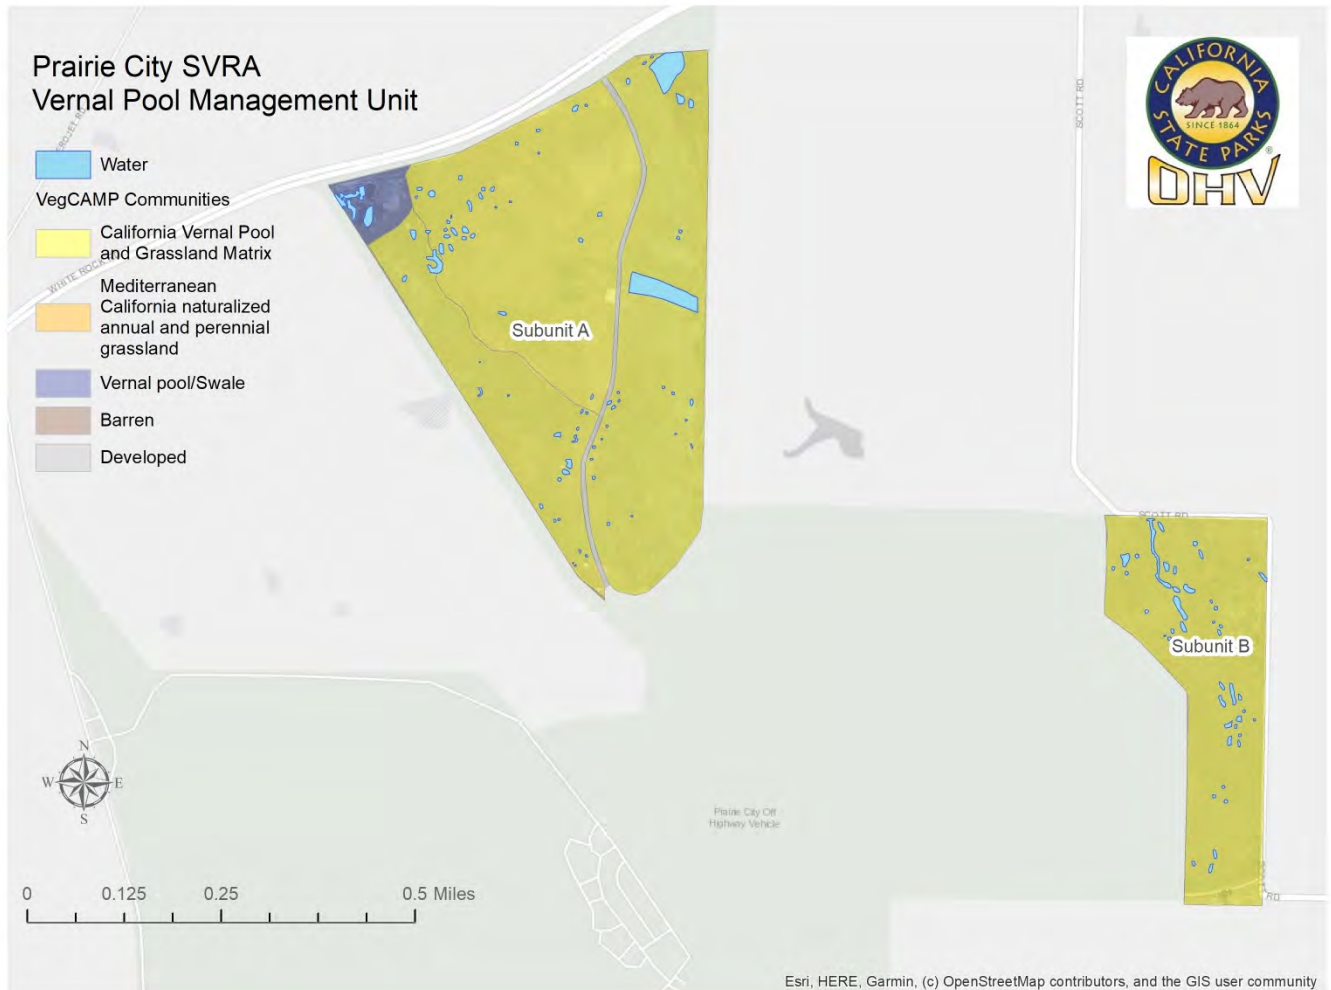 Prairie City SVRA
Vernal Pool Management Unit
Water
VegCAMP Communities
California Vernal Pool
and Grassland Matrix
Mediterranean
California naturalized
annual and perennial
grassland
Vernal pool/Swale
Barren
Developed
WHITE ROCK
SCOTT RD
CALIFORNIA
STATE PARKS
SINCE 1864
®
OHV
Subunit A
SCOTT RD
Subunit B
N
W E
S
Prairie City Off
Highway Vehicle
0 0.125 0.25 0.5 Miles
RD
Esri, HERE, Garmin, (c) OpenStreetMap contributors, and the GIS user community